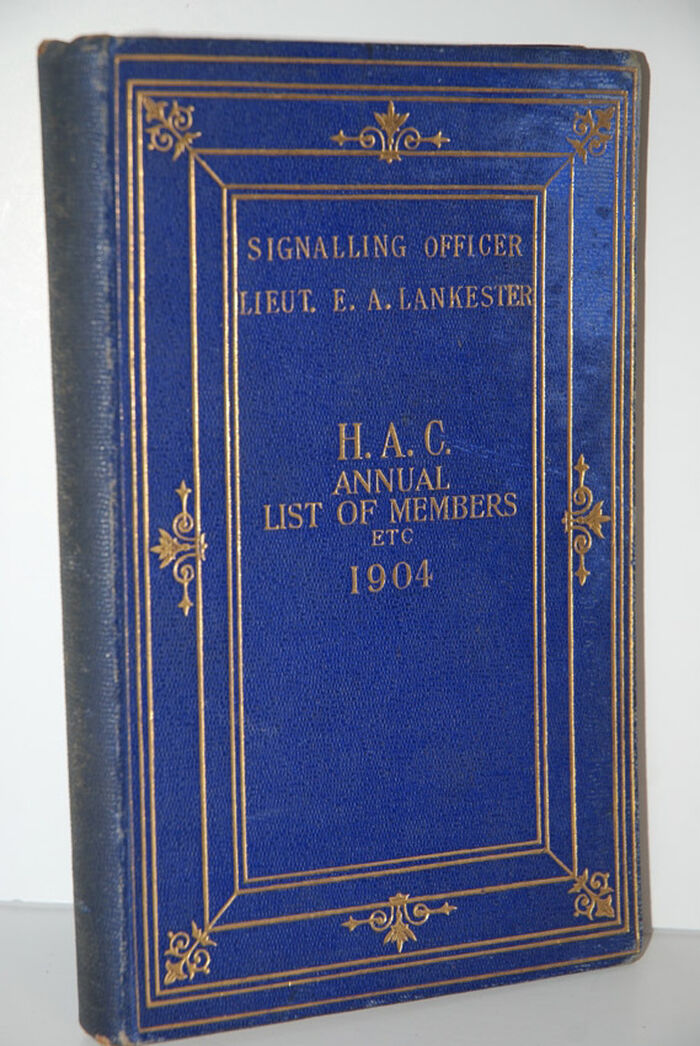 SIGNALLING OFFICER
LIEUT. E. A. LANKESTER
H. A. C.
ANNUAL
LIST OF MEMBERS
ETC
1904